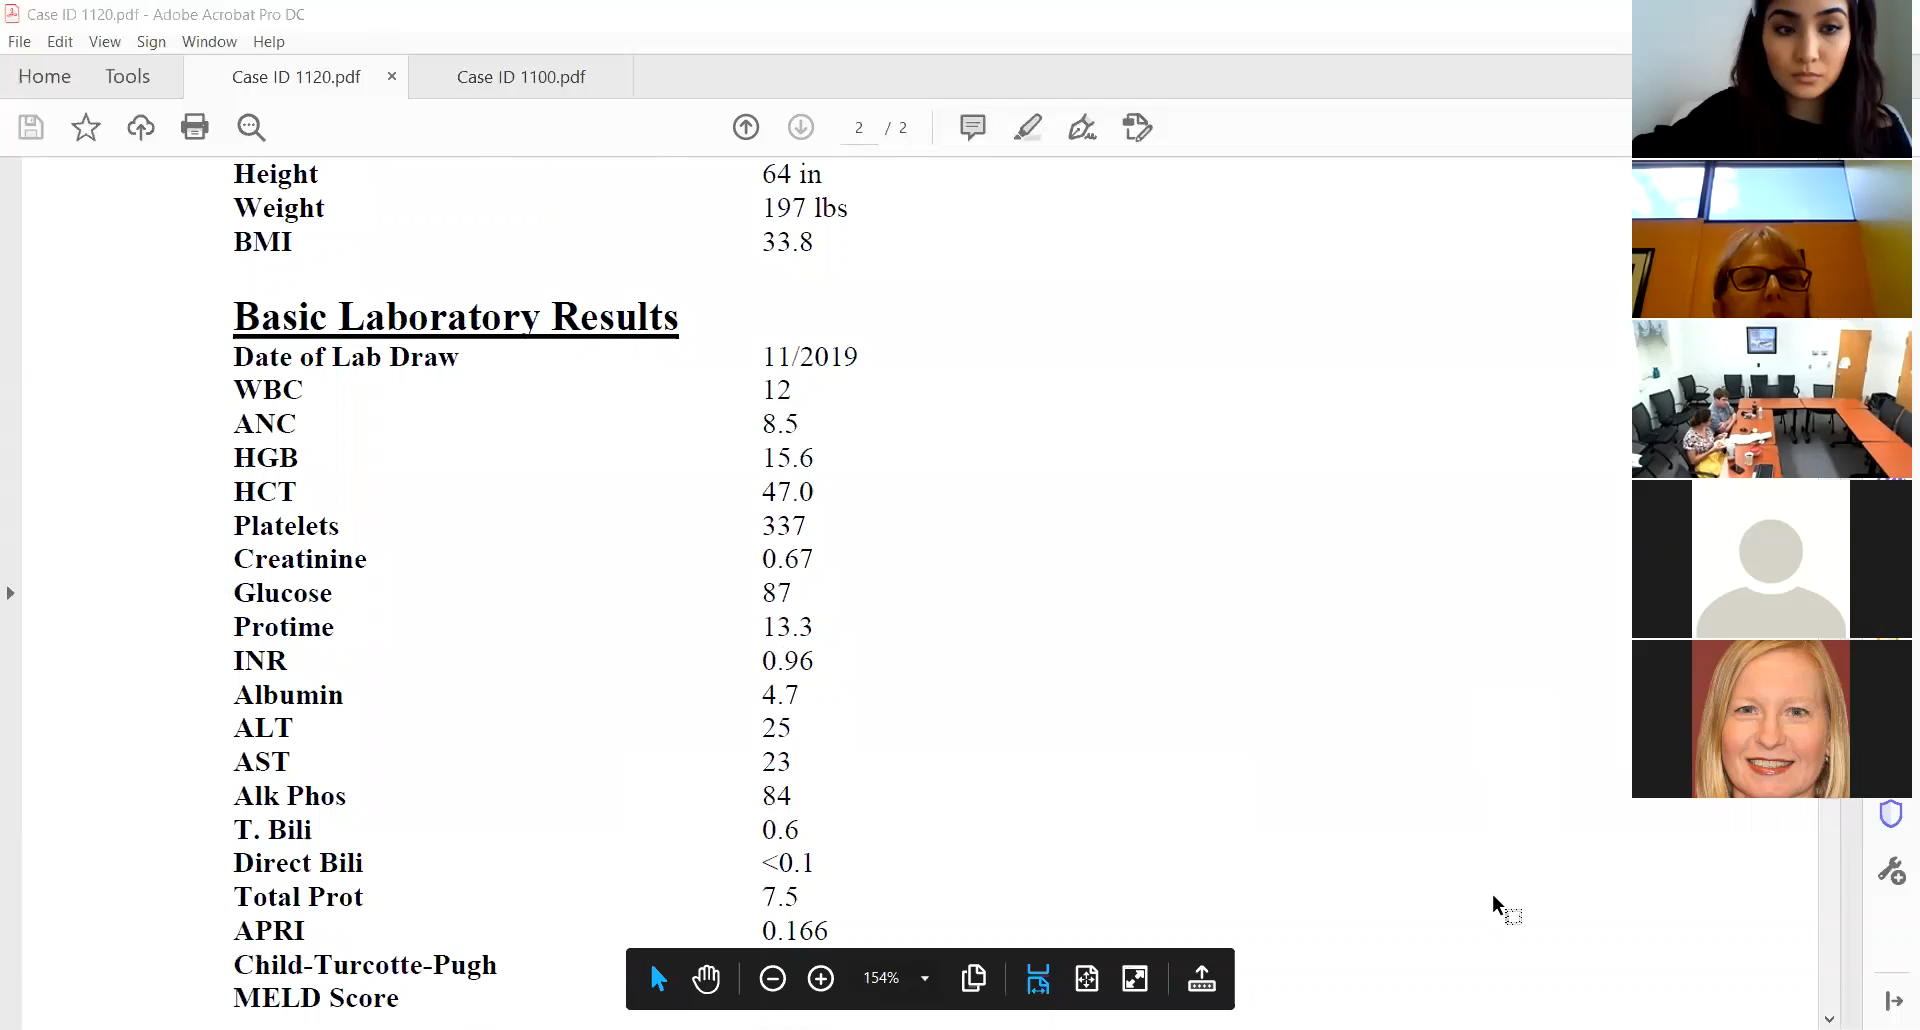 Case ID 1120.pdf - Adobe Acrobat Pro DC
File Edit View Sign Window Help
Home Tools Case ID 1120.pdf × Case ID 1100.pdf
2 / 2
Height 64 in
Weight 197 lbs
BMI 33.8
Basic Laboratory Results
Date of Lab Draw 11/2019
WBC 12
ANC 8.5
HGB 15.6
HCT 47.0
Platelets 337
Creatinine 0.67
Glucose 87
Protime 13.3
INR 0.96
Albumin 4.7
ALT 25
AST 23
Alk Phos 84
T. Bili 0.6
Direct Bili <0.1
Total Prot 7.5
APRI 0.166
Child-Turcotte-Pugh
MELD Score
154%